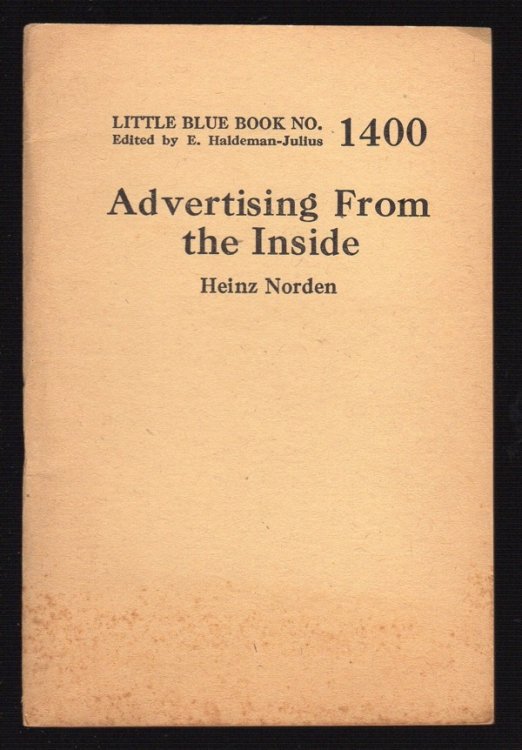 LITTLE BLUE BOOK NO. 1400
Edited by E. Haldeman-Julius
Advertising From
the Inside
Heinz Norden